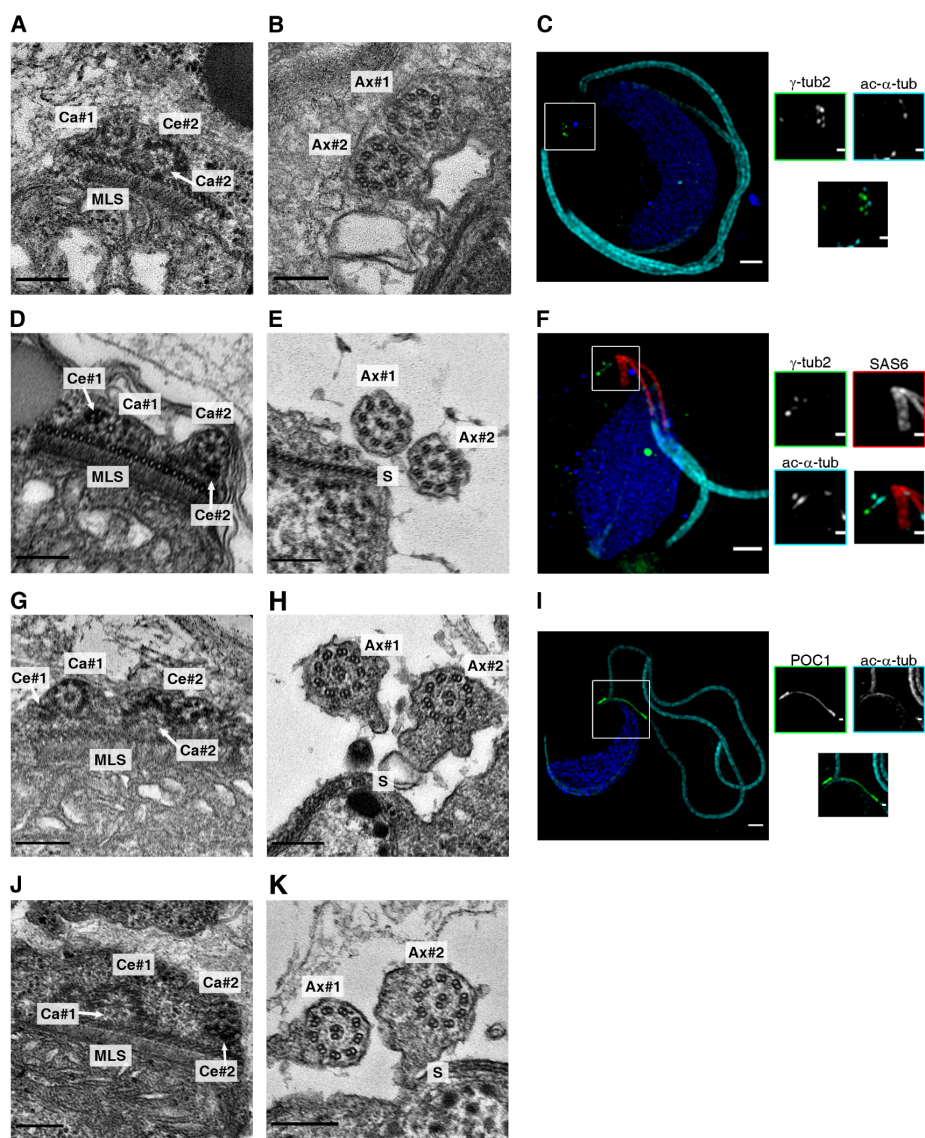 A
B
C
Ca#1
Ce#2
Ca#2
MLS
Ax#1
Ax#2
γ-tub2
ac-α-tub
D
E
F
Ce#1
Ca#1
Ca#2
MLS
Ce#2
Ax#1
Ax#2
S
γ-tub2
SAS6
ac-α-tub
G
H
I
Ce#1
Ca#1
Ce#2
Ca#2
MLS
Ax#1
Ax#2
S
POC1
ac-α-tub
J
K
Ce#1
Ca#2
Ca#1
MLS
Ce#2
Ax#2
Ax#1
S